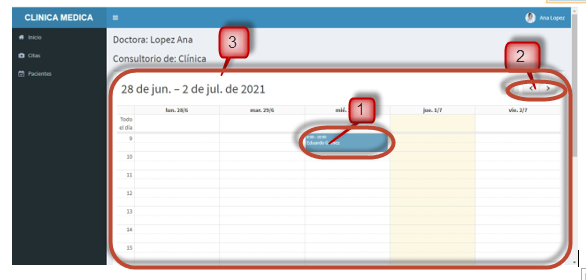 CLINICA MEDICA
Ana Lopez
Inicio
Citas
Pacientes
Doctora: Lopez Ana
Consultorio de: Clínica
3
2
28 de jun. – 2 de jul. de 2021
lun. 28/6
mar. 29/6
mié.
1
jue. 1/7
vie. 2/7
Todo
el día
9
Eduardo
10
11
12
13
14
15